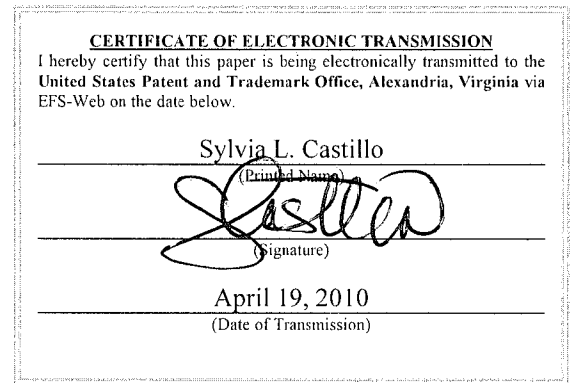 CERTIFICATE OF ELECTRONIC TRANSMISSION
I hereby certify that this paper is being electronically transmitted to the
United States Patent and Trademark Office, Alexandria, Virginia via
EFS-Web on the date below.
Sylvia L. Castillo
(Printed Name)
(Signature)
April 19, 2010
(Date of Transmission)